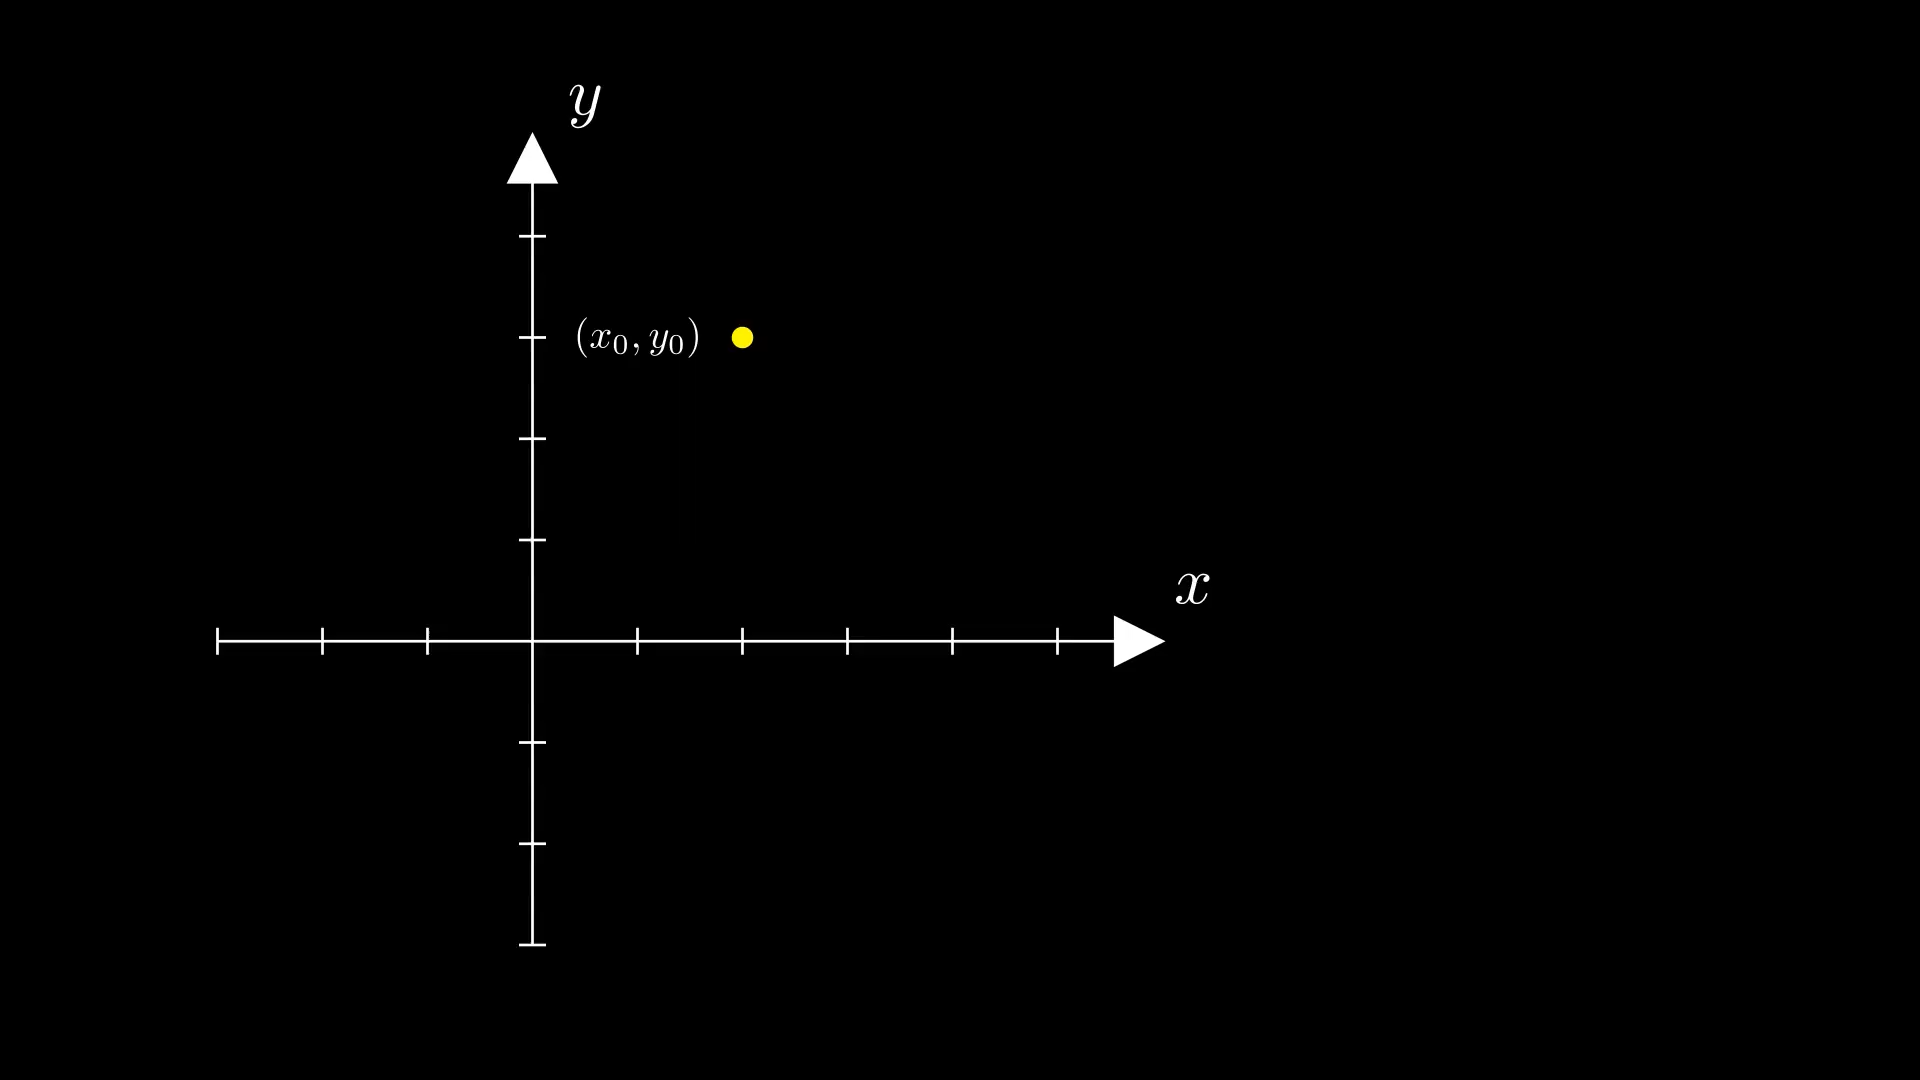 y
(x₀, y₀)
x